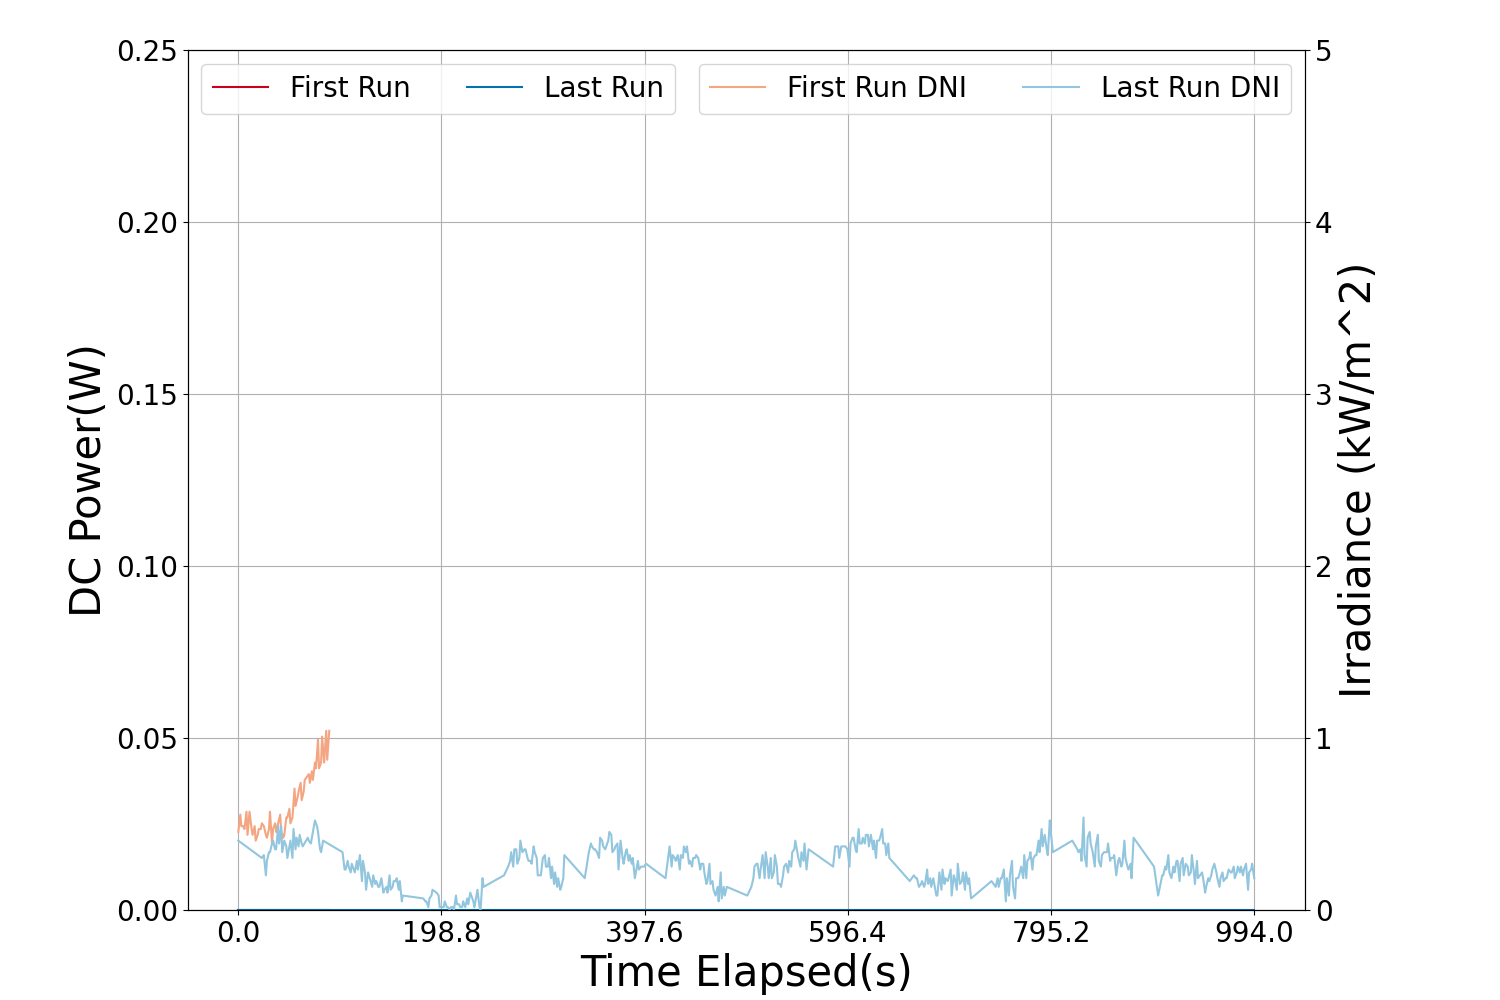 First Run
Last Run
First Run DNI
Last Run DNI
0.25
0.20
0.15
0.10
0.05
0.00
DC Power(W)
5
4
3
2
1
0
Irradiance (kW/m^2)
0.0
198.8
397.6
596.4
795.2
994.0
Time Elapsed(s)